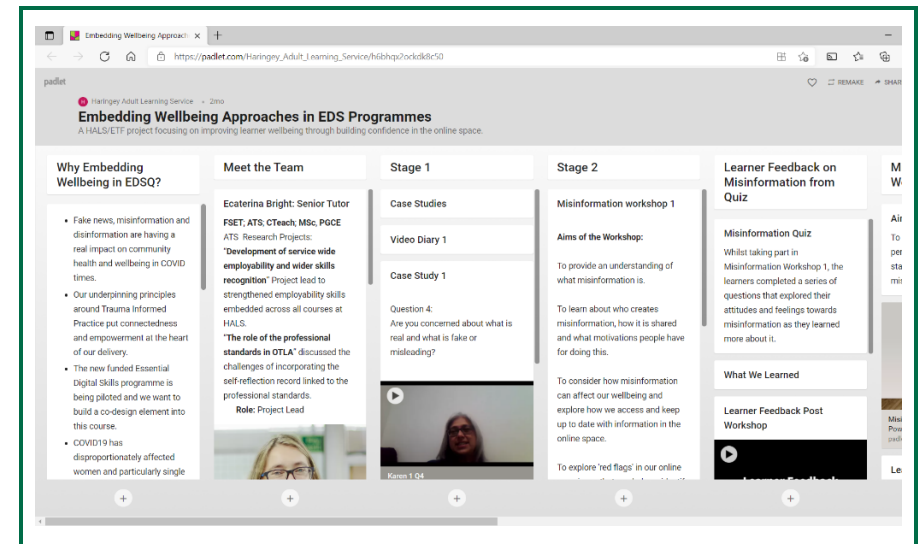 Embedding Wellbeing Approach
https://padlet.com/Haringey_Adult_Learning_Service/h6bhqx2ockdk8c50
padlet
REMAKE
SHAR
Haringey Adult Learning Service • 2mo
Embedding Wellbeing Approaches in EDS Programmes
A HALS/ETF project focusing on improving learner wellbeing through building confidence in the online space.
Why Embedding
Wellbeing in EDSQ?
• Fake news, misinformation and
disinformation are having a
real impact on community
health and wellbeing in COVID
times.
• Our underpinning principles
around Trauma Informed
Practice put connectedness
and empowerment at the heart
of our delivery.
• The new funded Essential
Digital Skills programme is
being piloted and we want to
build a co-design element into
this course.
• COVID19 has
disproportionately affected
women and particularly single
Meet the Team
Ecaterina Bright: Senior Tutor
FSET; ATS; CTeach; MSc, PGCE
ATS Research Projects:
"Development of service wide
employability and wider skills
recognition" Project lead to
strengthened employability skills
embedded across all courses at
HALS.
"The role of the professional
standards in OTLA" discussed the
challenges of incorporating the
self-reflection record linked to the
professional standards.
Role: Project Lead
Stage 1
Case Studies
Video Diary 1
Case Study 1
Question 4:
Are you concerned about what is
real and what is fake or
misleading?
Karen 1 Q4
Stage 2
Misinformation workshop 1
Aims of the Workshop:
To provide an understanding of
what misinformation is.
To learn about who creates
misinformation, how it is shared
and what motivations people have
for doing this.
To consider how misinformation
can affect our wellbeing and
explore how we access and keep
up to date with information in the
online space.
To explore 'red flags' in our online
Learner Feedback on
Misinformation from
Quiz
Misinformation Quiz
Whilst taking part in
Misinformation Workshop 1, the
learners completed a series of
questions that explored their
attitudes and feelings towards
misinformation as they learned
more about it.
What We Learned
Learner Feedback Post
Workshop
M
W
Air
To
per
sta
mis
Misi
Pow
padl
Le